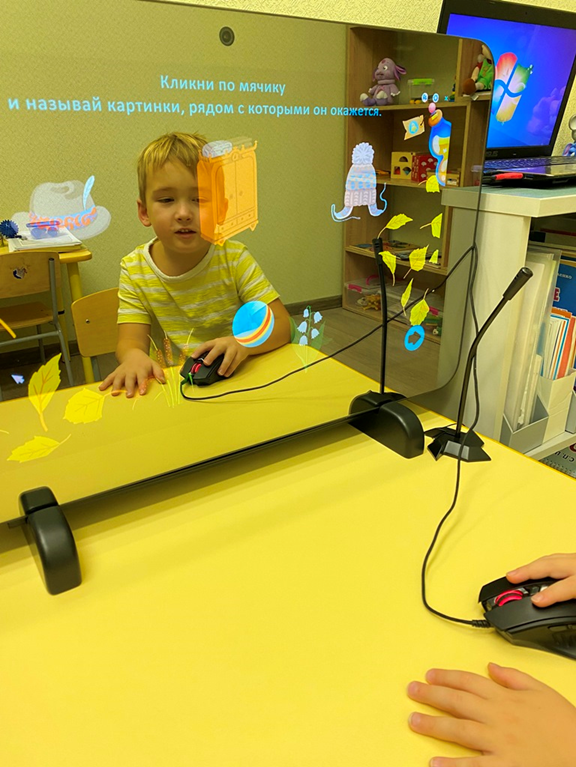 Кликни по мячику
и называй картинки, рядом с которыми он окажется.